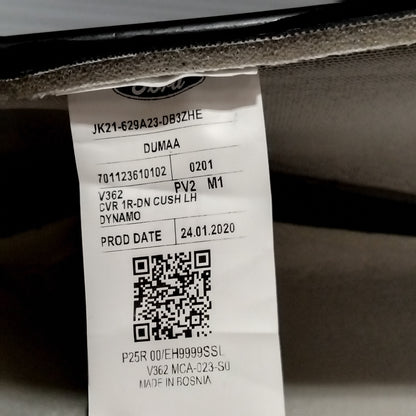 Ford
JK21-629A23-DB3ZHE
DUMAA
701123610102 0201
V362 PV2 M1
CVR 1R-DN CUSH LH
DYNAMO
PROD DATE 24.01.2020
P25R 00/EH9999SSL
V362 MCA-023-S0
MADE IN BOSNIA